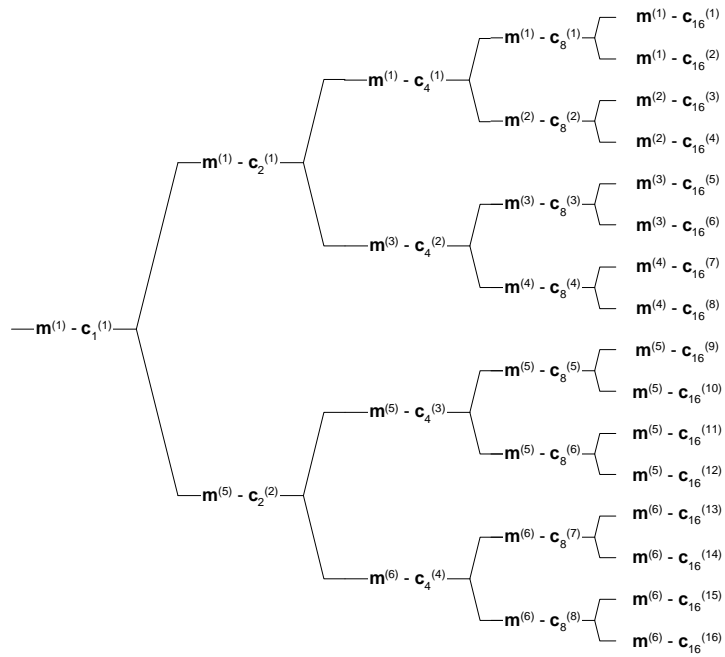 m(1) - c16(1)
m(1) - c8(1)
m(1) - c16(2)
m(1) - c4(1)
m(2) - c16(3)
m(2) - c8(2)
m(2) - c16(4)
m(1) - c2(1)
m(3) - c16(5)
m(3) - c8(3)
m(3) - c16(6)
m(3) - c4(2)
m(4) - c16(7)
m(4) - c8(4)
m(4) - c16(8)
m(1) - c1(1)
m(5) - c16(9)
m(5) - c8(5)
m(5) - c16(10)
m(5) - c4(3)
m(5) - c16(11)
m(5) - c8(6)
m(5) - c16(12)
m(5) - c2(2)
m(6) - c16(13)
m(6) - c8(7)
m(6) - c16(14)
m(6) - c4(4)
m(6) - c16(15)
m(6) - c8(8)
m(6) - c16(16)